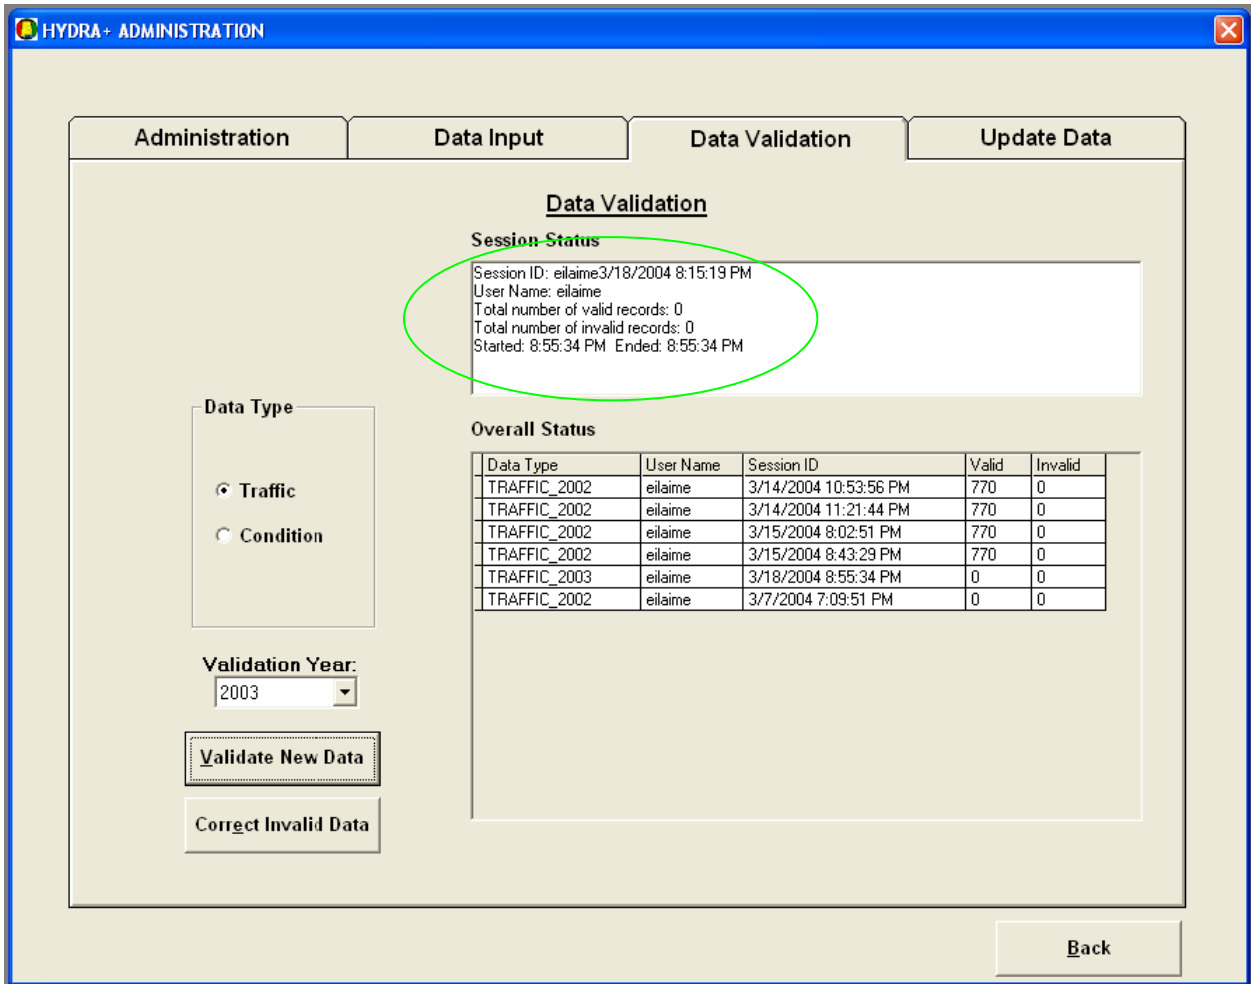 HYDRA+ ADMINISTRATION
Administration Data Input Data Validation Update Data
Data Validation
Session Status
Session ID: eilaime3/18/2004 8:15:19 PM
User Name: eilaime
Total number of valid records: 0
Total number of invalid records: 0
Started: 8:55:34 PM Ended: 8:55:34 PM
Data Type
Traffic
Condition
Validation Year:
2003
Validate New Data
Correct Invalid Data
Overall Status
Data Type User Name Session ID Valid Invalid
TRAFFIC_2002 eilaime 3/14/2004 10:53:56 PM 770 0
TRAFFIC_2002 eilaime 3/14/2004 11:21:44 PM 770 0
TRAFFIC_2002 eilaime 3/15/2004 8:02:51 PM 770 0
TRAFFIC_2002 eilaime 3/15/2004 8:43:29 PM 770 0
TRAFFIC_2003 eilaime 3/18/2004 8:55:34 PM 0 0
TRAFFIC_2002 eilaime 3/7/2004 7:09:51 PM 0 0
Back